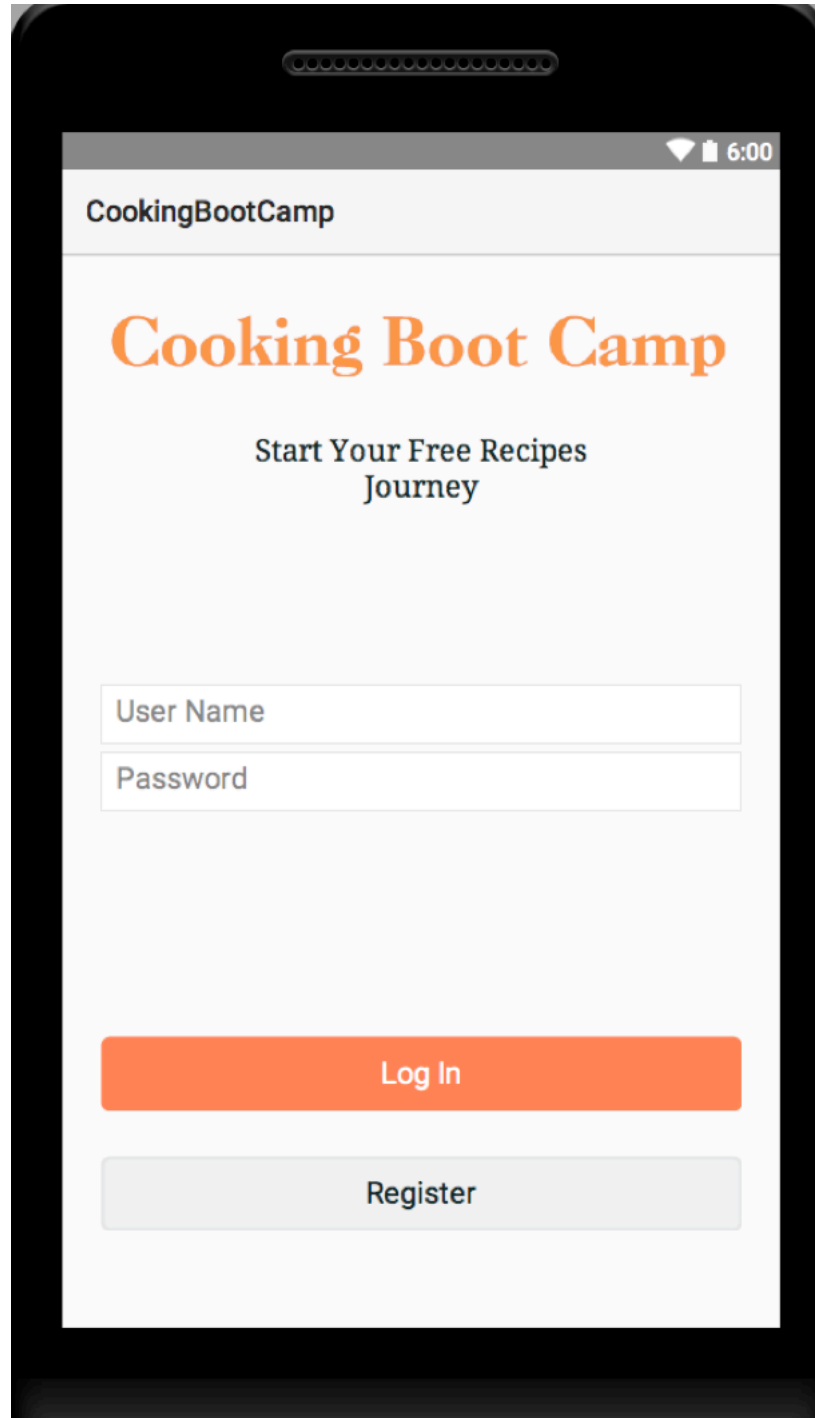 6:00
CookingBootCamp
Cooking Boot Camp
Start Your Free Recipes
Journey
User Name
Password
Log In
Register